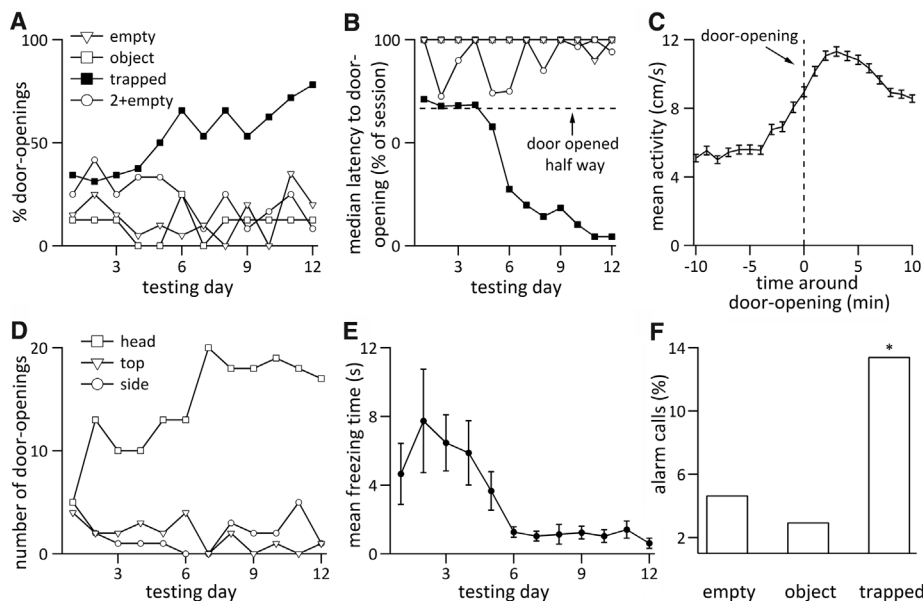 A
100
50
0
% door-openings
empty
object
trapped
2+empty
3
6
9
12
testing day
B
100
0
0
median latency to door-
opening (% of session)
door opened
half way
3
6
9
12
testing day
C
12
8
4
0
mean activity (cm/s)
door-opening
-10
-5
0
5
10
time around
door-opening (min)
D
20
10
0
number of door-openings
head
top
side
3
6
9
12
testing day
E
12
8
4
0
mean freezing time (s)
3
6
9
12
testing day
F
14
10
6
2
alarm calls (%)
*
empty
object
trapped